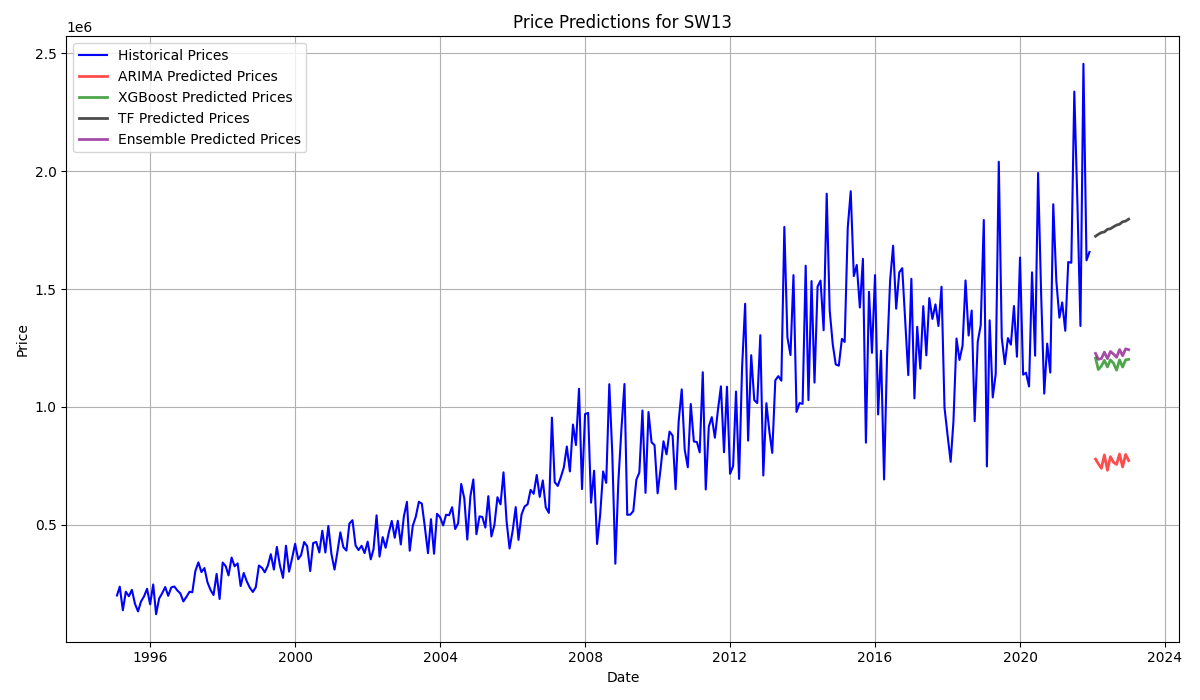 Price Predictions for SW13
1e6
Historical Prices
ARIMA Predicted Prices
XGBoost Predicted Prices
TF Predicted Prices
Ensemble Predicted Prices
2.5
2.0
1.5
1.0
0.5
Price
1996 2000 2004 2008 2012 2016 2020 2024
Date